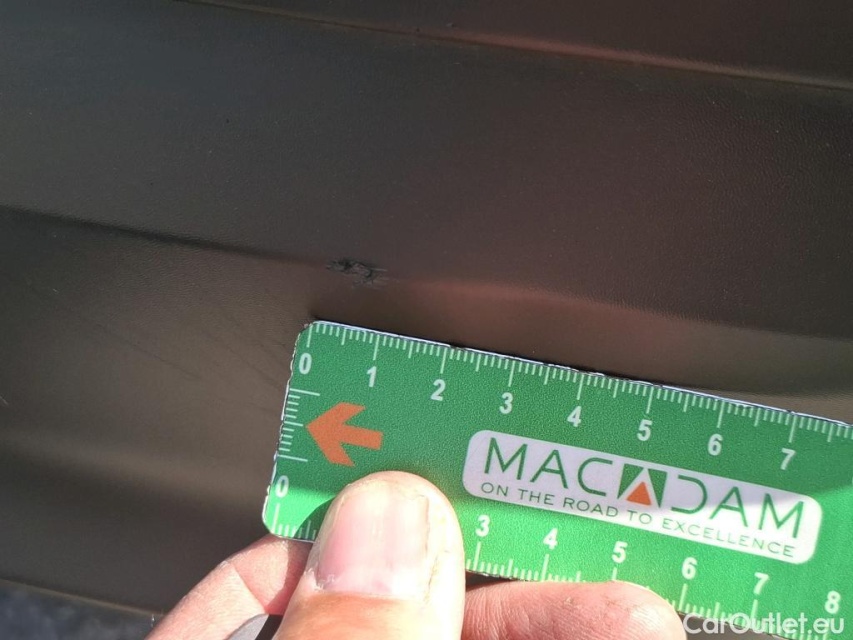 0 1 2 3 4 5 6 7
MACADAM
ON THE ROAD TO EXCELLENCE
0 3 4 5 6 7 8
CarOutlet.eu